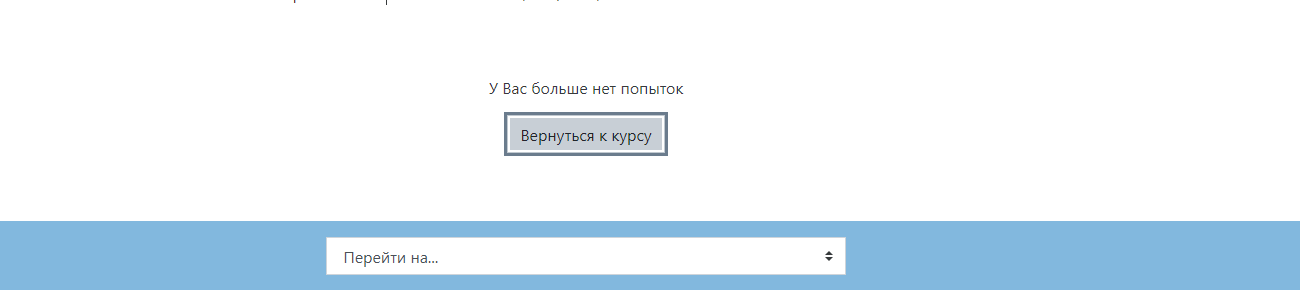 У Вас больше нет попыток
Вернуться к курсу
Перейти на...